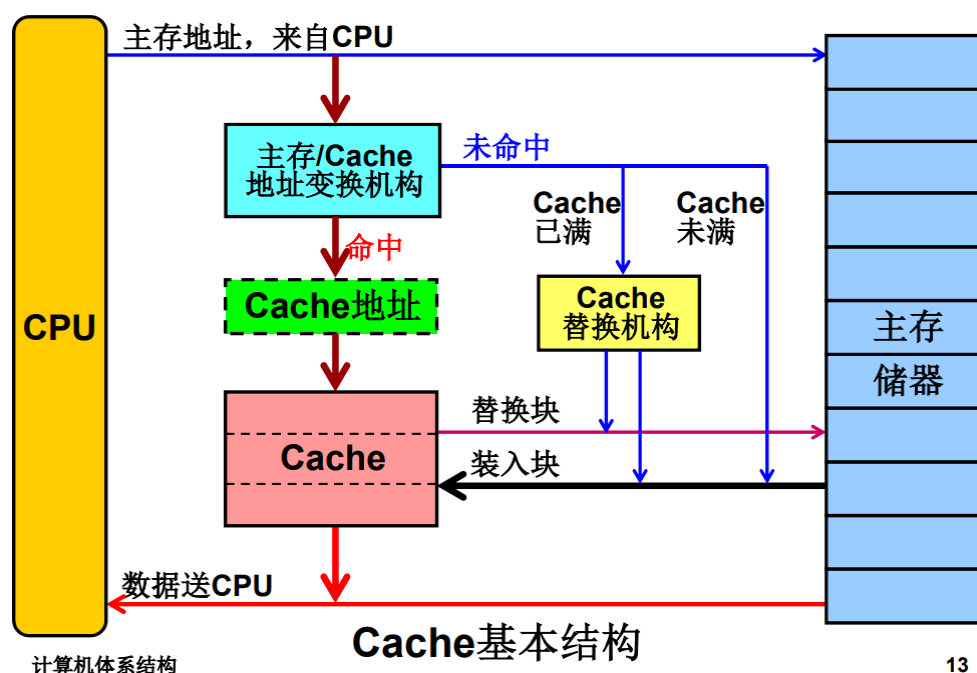 主存地址，来自CPU
主存/Cache
地址变换机构
未命中
Cache
已满
Cache
未满
命中
Cache地址
Cache
替换机构
CPU
主存
储器
替换块
Cache
装入块
数据送CPU
Cache基本结构
计算机体系结构
13